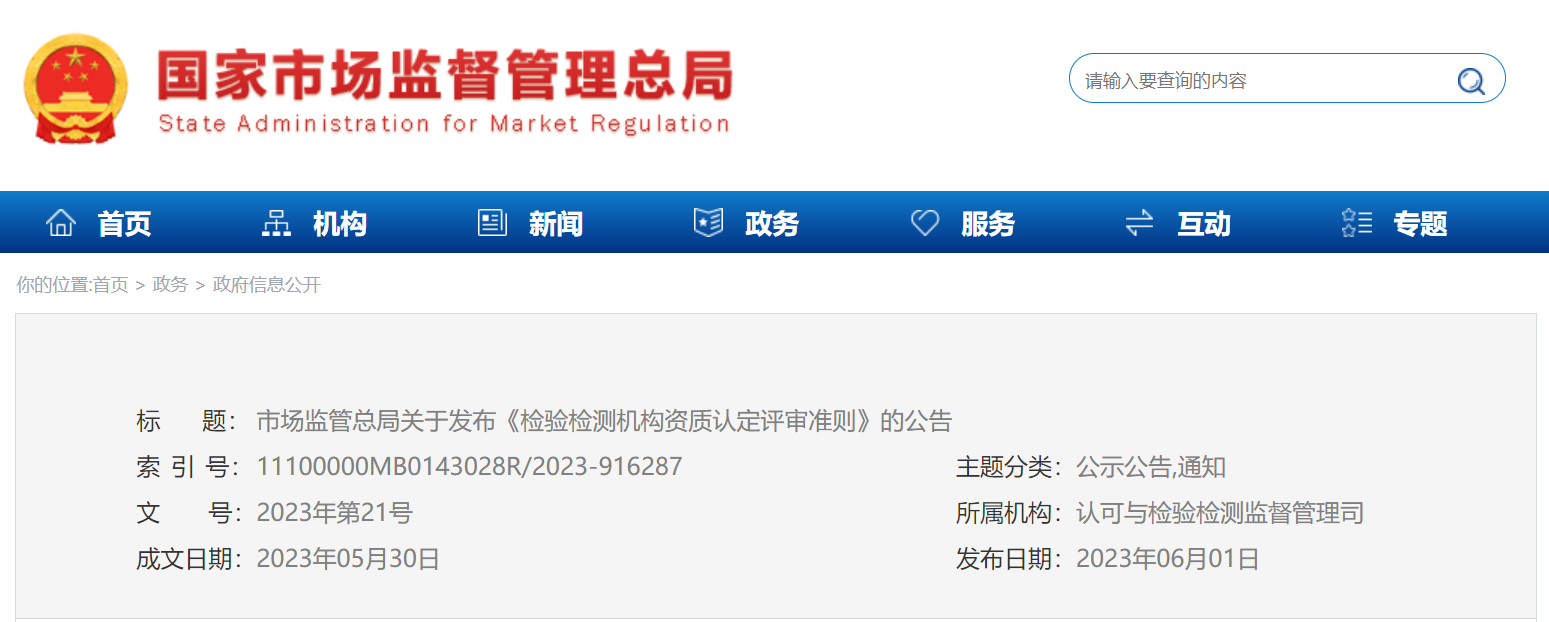 国家市场监督管理总局
State Administration for Market Regulation
请输入要查询的内容
首页 机构 新闻 政务 服务 互动 专题
你的位置:首页 > 政务 > 政府信息公开
标 题： 市场监管总局关于发布《检验检测机构资质认定评审准则》的公告
索 引 号： 11100000MB0143028R/2023-916287 主题分类： 公示公告,通知
文 号： 2023年第21号 所属机构： 认可与检验检测监督管理司
成文日期： 2023年05月30日 发布日期： 2023年06月01日